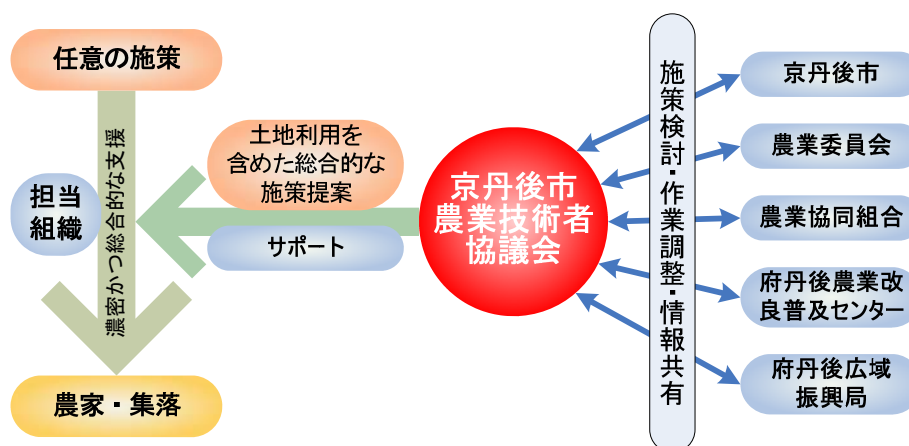 任意の施策
濃密かつ総合的な支援
担当
組織
農家・集落
土地利用を
含めた総合的な
施策提案
サポート
京丹後市
農業技術者
協議会
施策検討・作業調整・情報共有
京丹後市
農業委員会
農業協同組合
府丹後農業改
良普及センター
府丹後広域
振興局